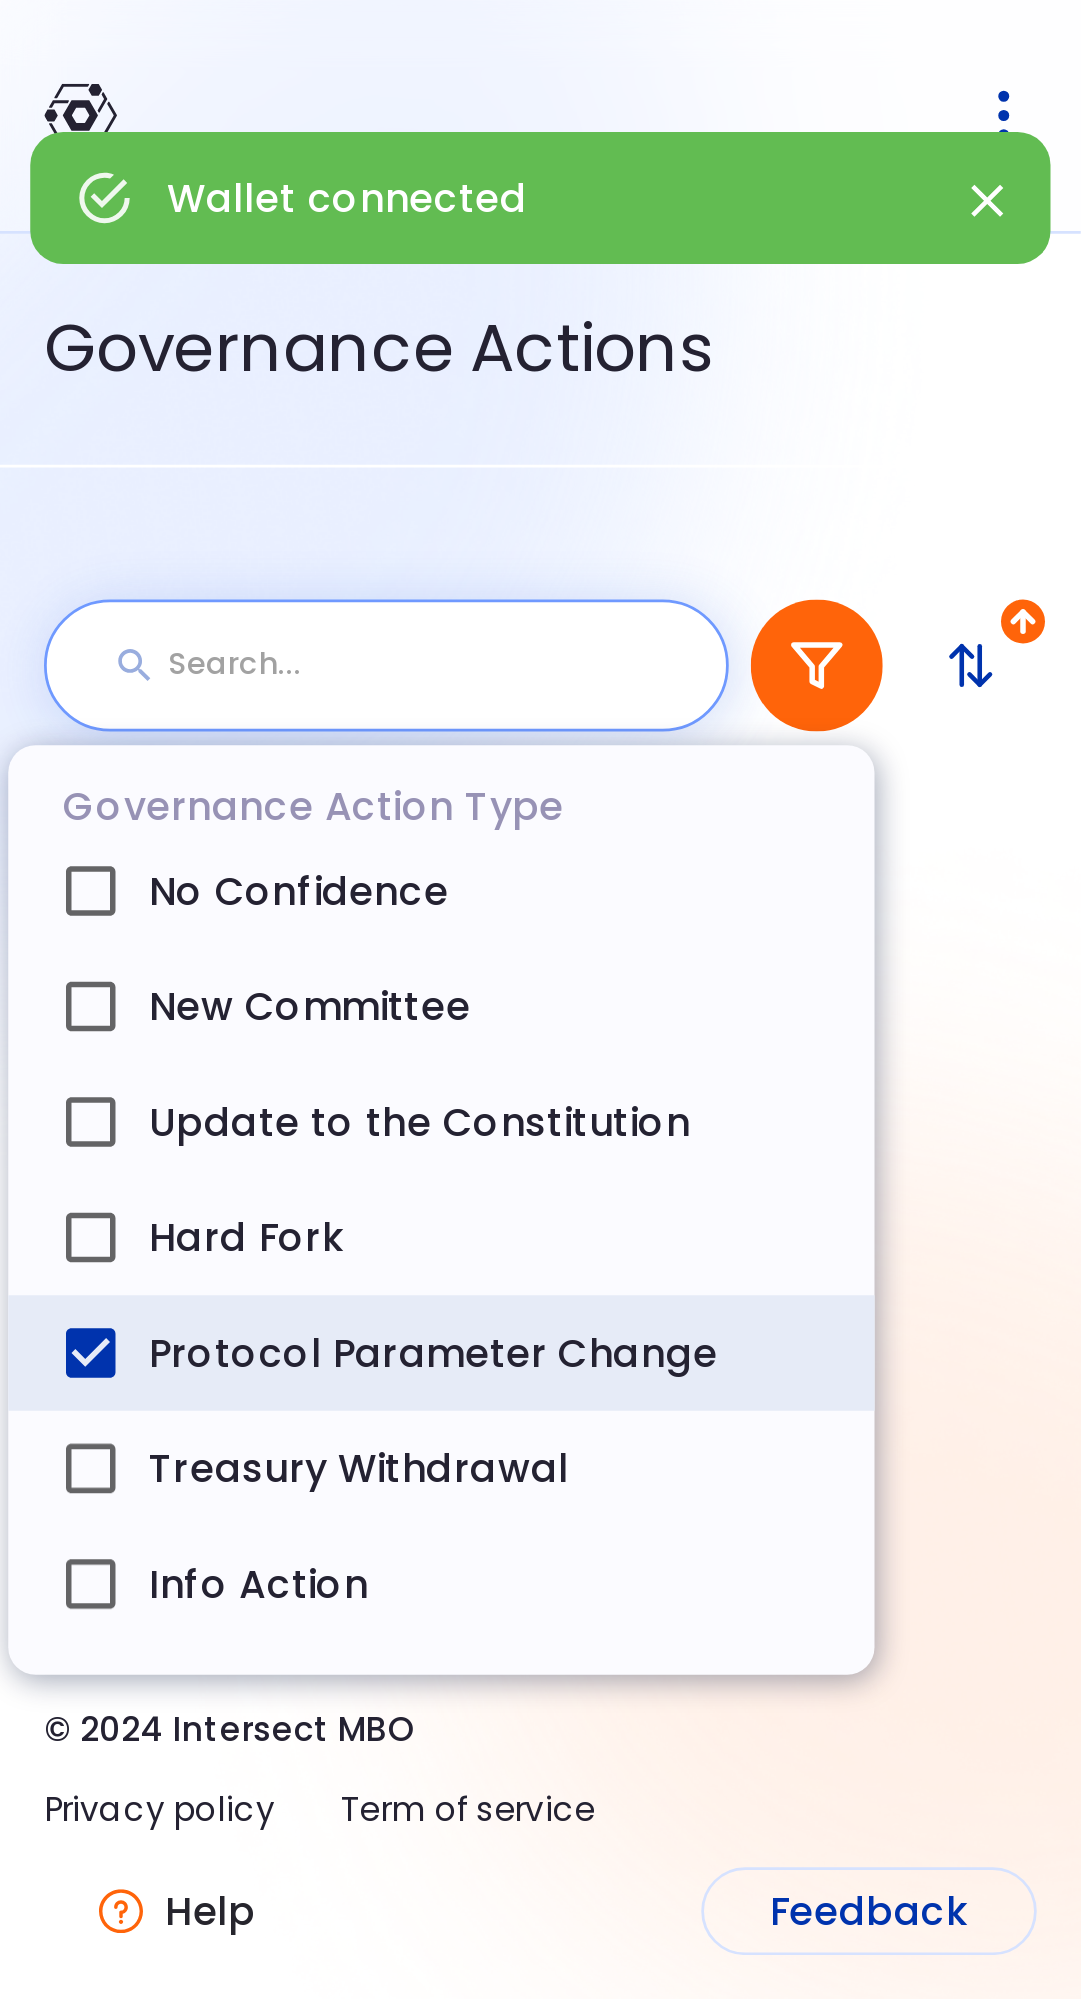 Wallet connected
Governance Actions
Search...
Governance Action Type
No Confidence
New Committee
Update to the Constitution
Hard Fork
Protocol Parameter Change
Treasury Withdrawal
Info Action
© 2024 Intersect MBO
Privacy policy Term of service
Help Feedback